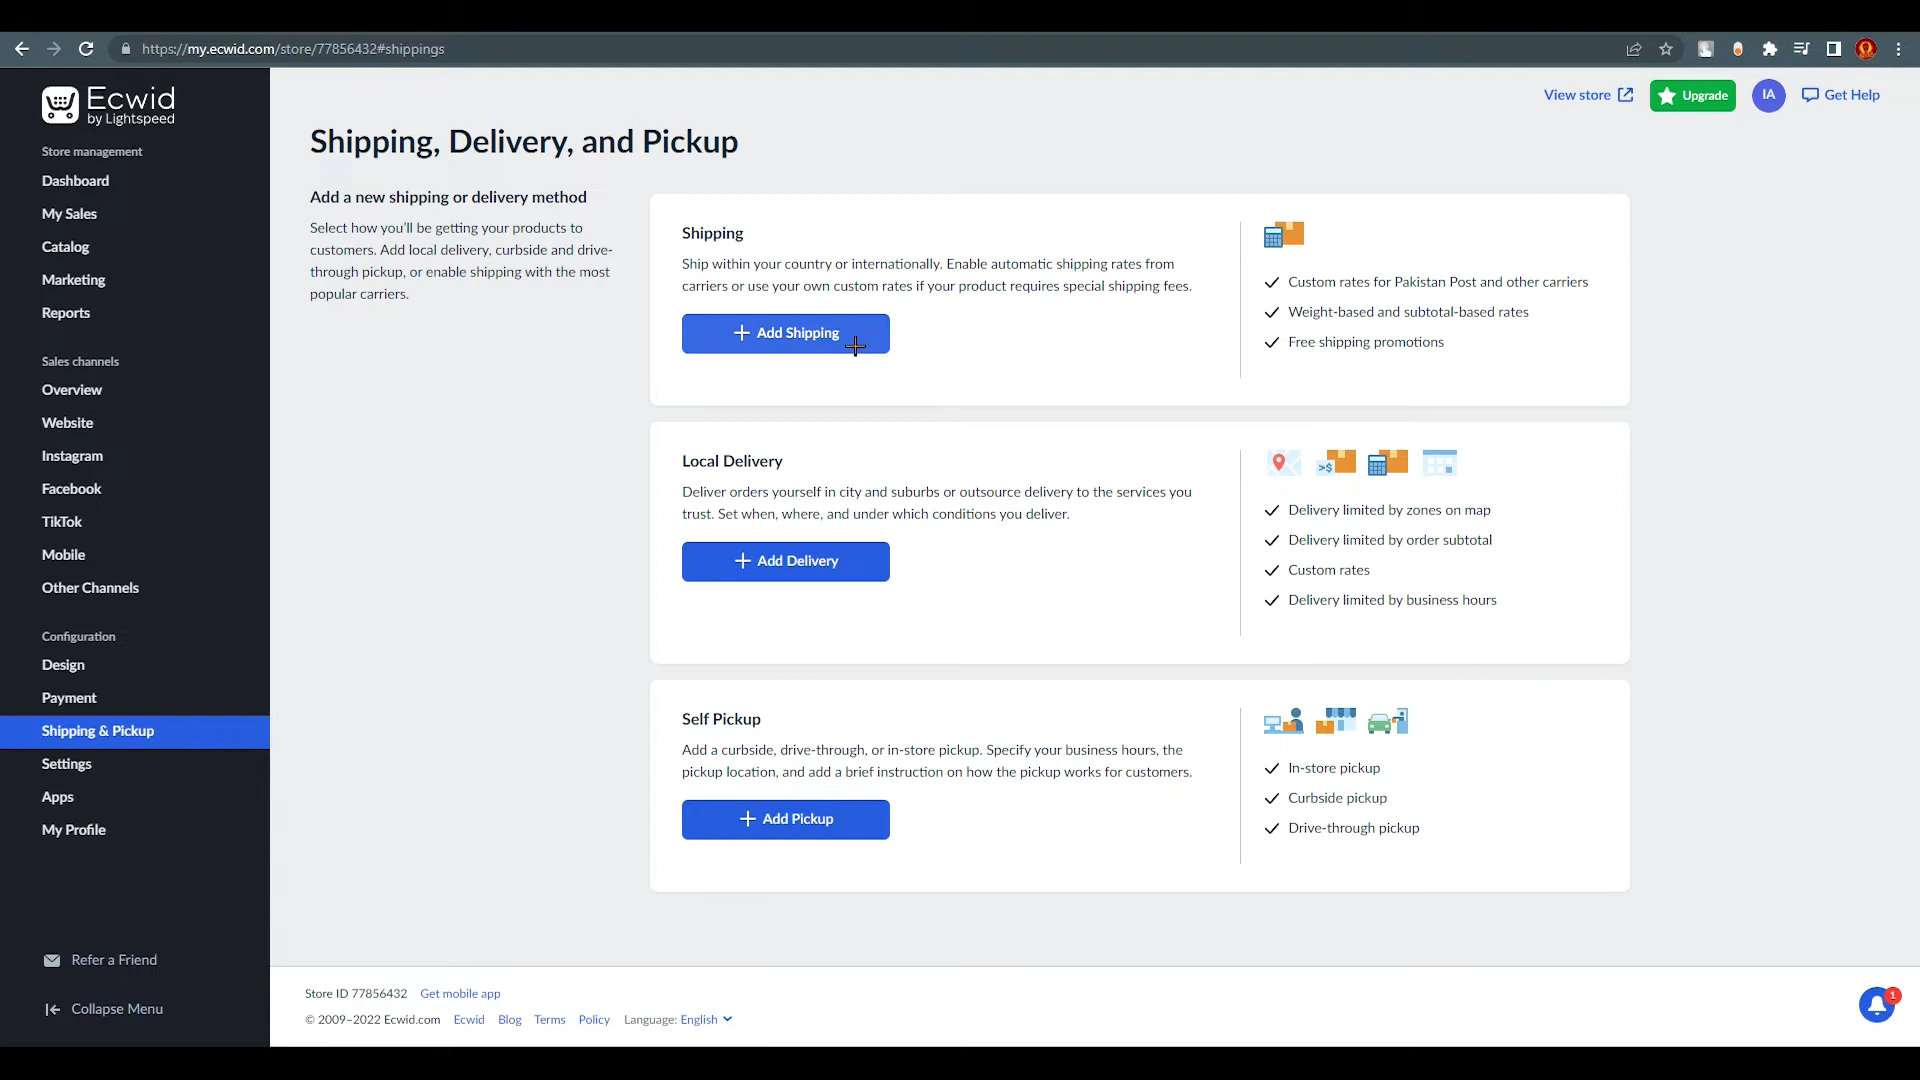 https://my.ecwid.com/store/77856432#shippings
Ecwid
by Lightspeed
Store management
Dashboard
My Sales
Catalog
Marketing
Reports
Sales channels
Overview
Website
Instagram
Facebook
TikTok
Mobile
Other Channels
Configuration
Design
Payment
Shipping & Pickup
Settings
Apps
My Profile
Refer a Friend
Collapse Menu
View store
Upgrade
IA
Get Help
Shipping, Delivery, and Pickup
Add a new shipping or delivery method
Select how you'll be getting your products to
customers. Add local delivery, curbside and drive-
through pickup, or enable shipping with the most
popular carriers.
Shipping
Ship within your country or internationally. Enable automatic shipping rates from
carriers or use your own custom rates if your product requires special shipping fees.
+ Add Shipping
Custom rates for Pakistan Post and other carriers
Weight-based and subtotal-based rates
Free shipping promotions
Local Delivery
Deliver orders yourself in city and suburbs or outsource delivery to the services you
trust. Set when, where, and under which conditions you deliver.
+ Add Delivery
>$
Delivery limited by zones on map
Delivery limited by order subtotal
Custom rates
Delivery limited by business hours
Self Pickup
Add a curbside, drive-through, or in-store pickup. Specify your business hours, the
pickup location, and add a brief instruction on how the pickup works for customers.
+ Add Pickup
In-store pickup
Curbside pickup
Drive-through pickup
Store ID 77856432 Get mobile app
© 2009–2022 Ecwid.com Ecwid Blog Terms Policy Language: English
1